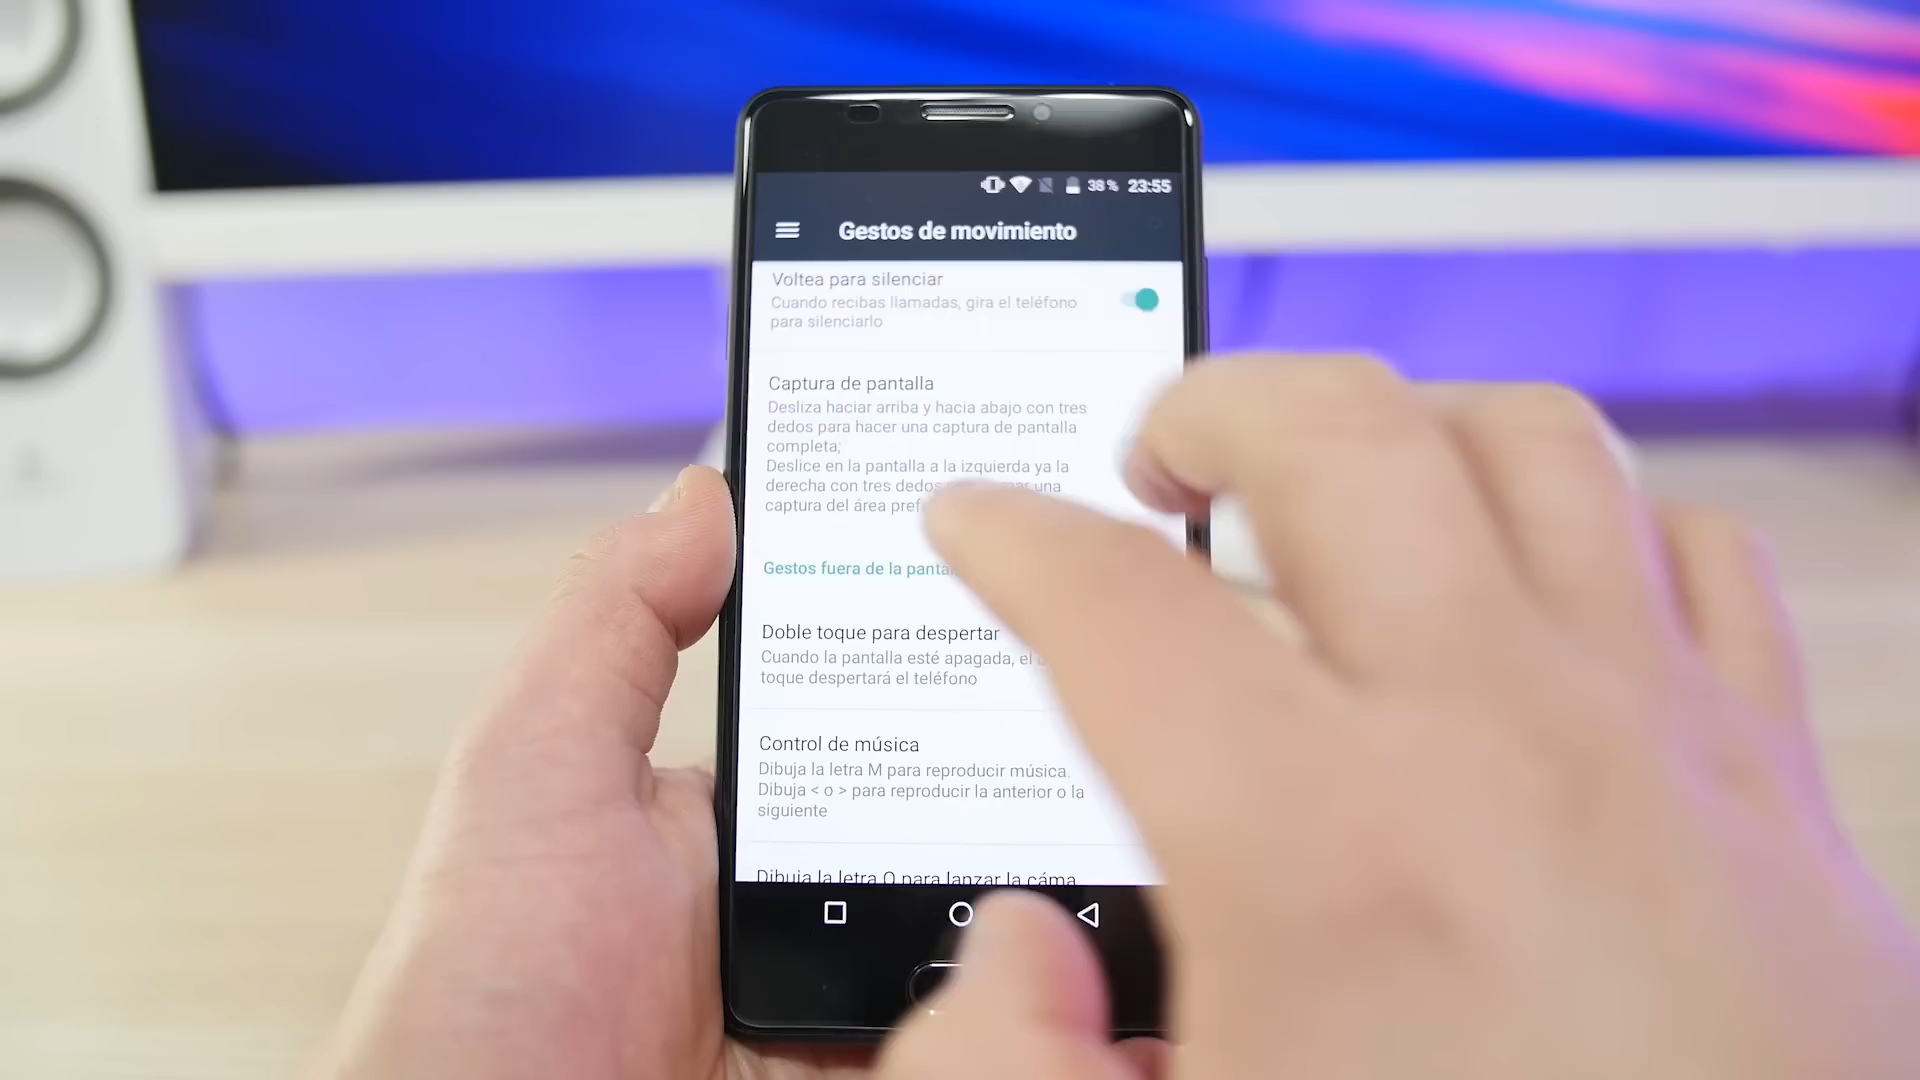 38 % 23:55
Gestos de movimiento
Voltea para silenciar
Cuando recibas llamadas, gira el teléfono
para silenciarlo
Captura de pantalla
Desliza haciar arriba y hacia abajo con tres
dedos para hacer una captura de pantalla
completa;
Deslice en la pantalla a la izquierda ya la
derecha con tres dedos una
captura del área
Gestos fuera de la
Doble toque para despertar
Cuando la pantalla esté apagada, el
toque despertará el teléfono
Control de música
Dibuja la letra M para reproducir música.
Dibuja < o > para reproducir la anterior o la
siguiente
Dibuja la letra O para lanzar la cáma